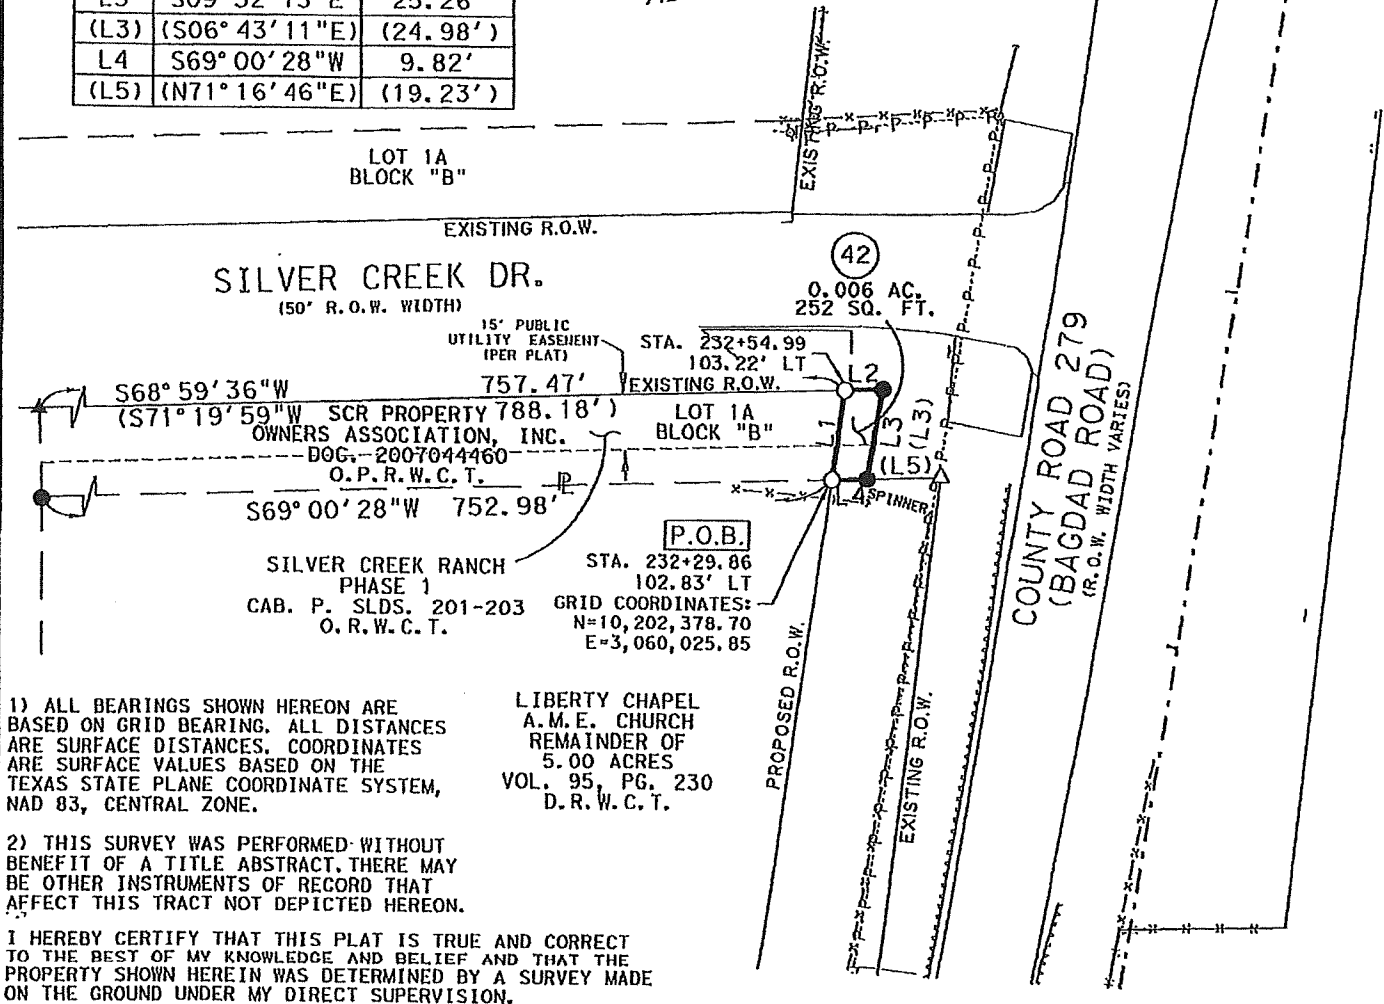 (L3) (S06°43'11"E) (24.98')
L4 S69°00'28"W 9.82'
(L5) (N71°16'46"E) (19.23')
EXISTING R.O.W.
LOT 1A
BLOCK "B"
EXISTING R.O.W.
SILVER CREEK DR.
(50' R.O.W. WIDTH)
42
0.006 AC.
252 SQ. FT.
15' PUBLIC
UTILITY EASEMENT
(PER PLAT)
STA. 232+54.99
103.22' LT
EXISTING R.O.W.
L2
S68°59'36"W 757.47'
(S71°19'59"W 788.18')
SCR PROPERTY
OWNERS ASSOCIATION, INC.
DOC. 2007044460
O.P.R.W.C.T.
LOT 1A
BLOCK "B"
L1
L3
(L3)
(L5)
SPINNER
S69°00'28"W 752.98'
P.O.B.
STA. 232+29.86
102.83' LT
GRID COORDINATES:
N=10,202,378.70
E=3,060,025.85
SILVER CREEK RANCH
PHASE 1
CAB. P. SLDS. 201-203
O.R.W.C.T.
COUNTY ROAD 279
(BAGDAD ROAD)
(R.O.W. WIDTH VARIES)
PROPOSED R.O.W.
EXISTING R.O.W.
LIBERTY CHAPEL
A.M.E. CHURCH
REMAINDER OF
5.00 ACRES
VOL. 95, PG. 230
D.R.W.C.T.
1) ALL BEARINGS SHOWN HEREON ARE
BASED ON GRID BEARING. ALL DISTANCES
ARE SURFACE DISTANCES. COORDINATES
ARE SURFACE VALUES BASED ON THE
TEXAS STATE PLANE COORDINATE SYSTEM,
NAD 83, CENTRAL ZONE.
2) THIS SURVEY WAS PERFORMED WITHOUT
BENEFIT OF A TITLE ABSTRACT. THERE MAY
BE OTHER INSTRUMENTS OF RECORD THAT
AFFECT THIS TRACT NOT DEPICTED HEREON.
I HEREBY CERTIFY THAT THIS PLAT IS TRUE AND CORRECT
TO THE BEST OF MY KNOWLEDGE AND BELIEF AND THAT THE
PROPERTY SHOWN HEREIN WAS DETERMINED BY A SURVEY MADE
ON THE GROUND UNDER MY DIRECT SUPERVISION.